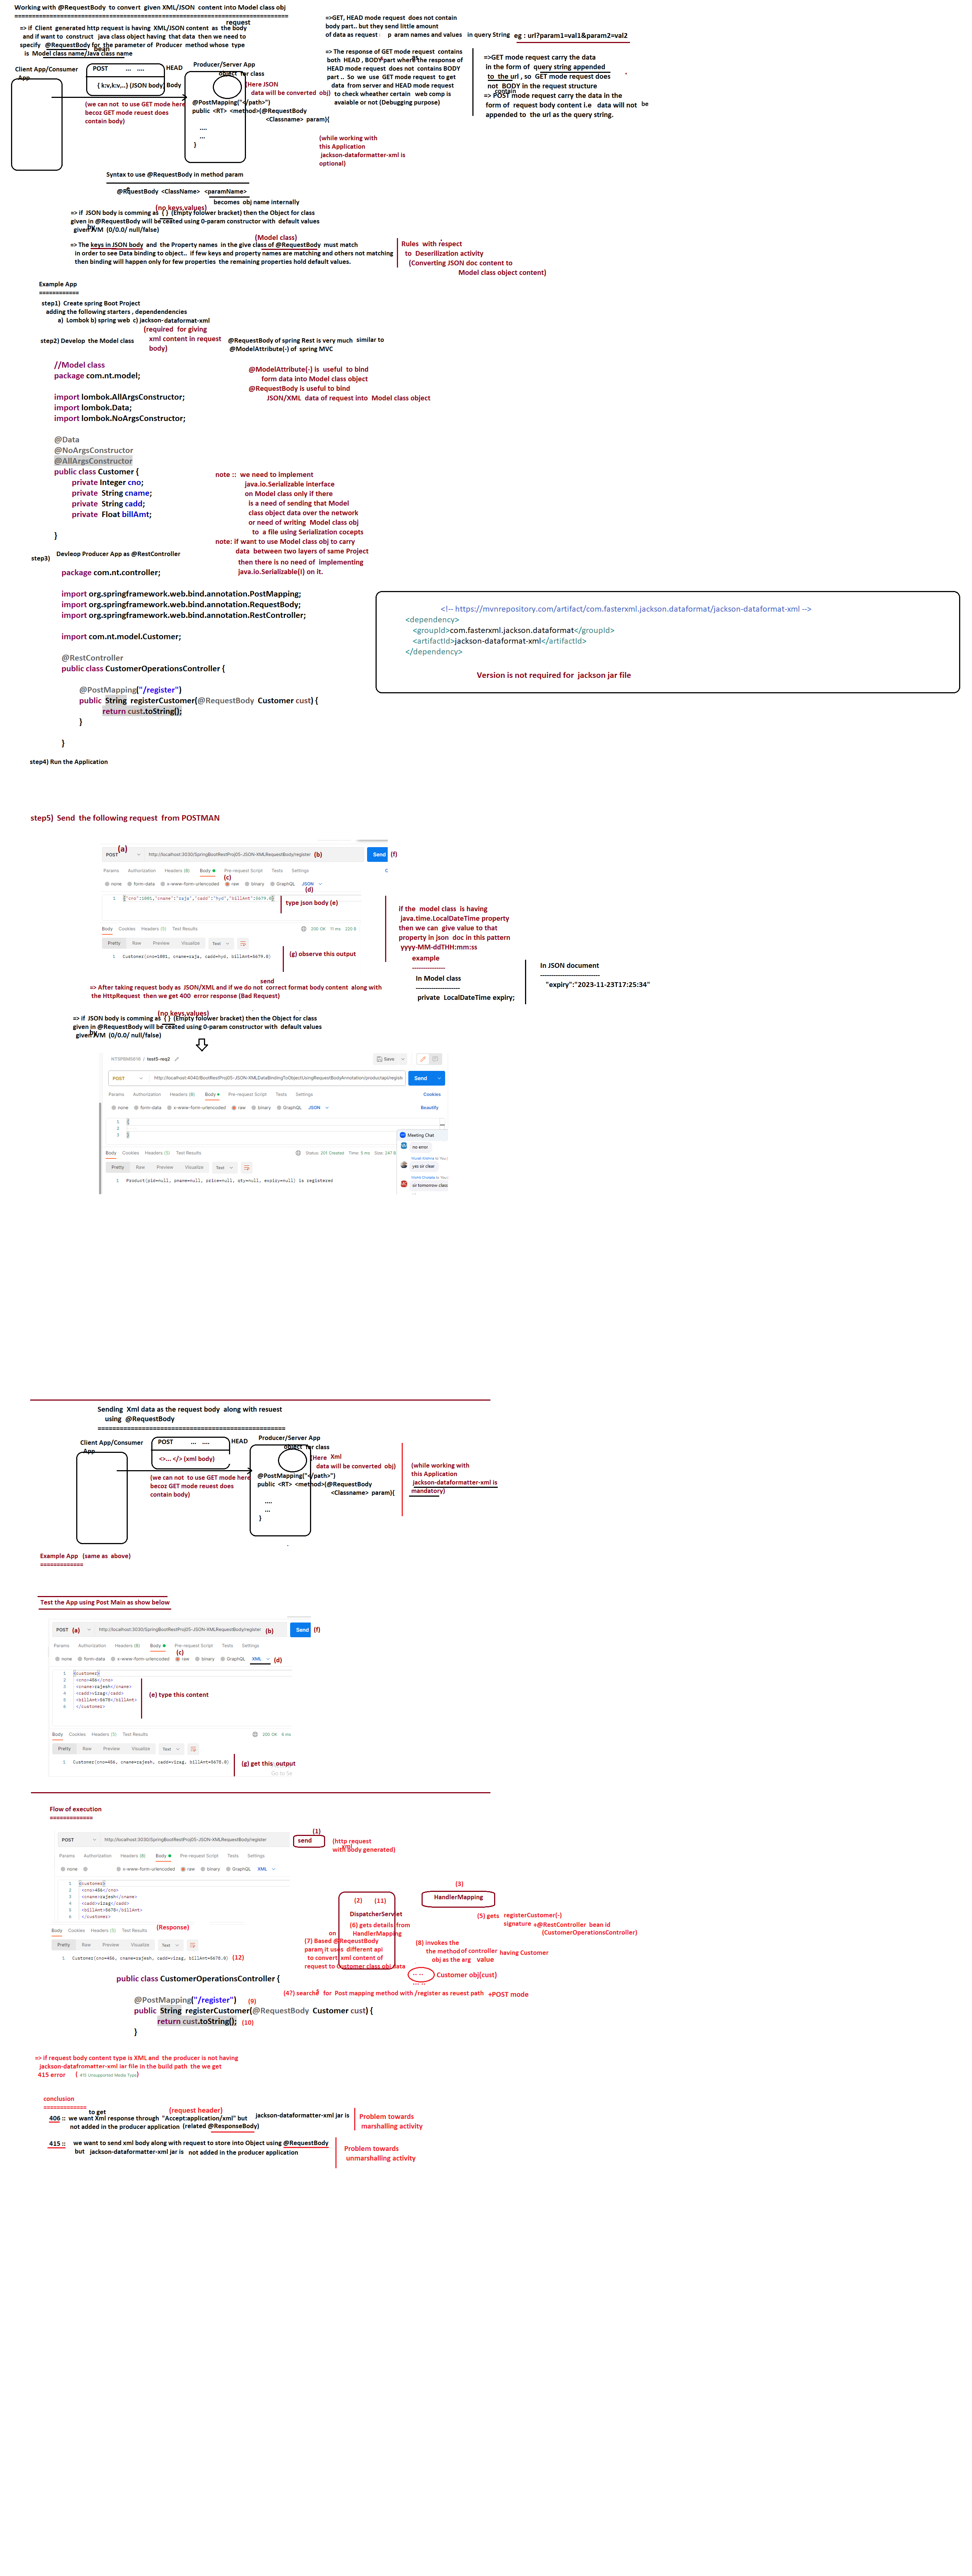 Working with @RequestBody to convert given XML/JSON content into Model class obj
==========================================================================
request
=> if Client generated http request is having XML/JSON content as the body
and if want to construct java class object having that data then we need to
specify @RequestBody for the parameter of Producer method whose type
bean
is Model class name/Java class name
Client App/Consumer
App
POST ... .... HEAD
{ k:v,k:v,..} (JSON body) Body
(we can not to use GET mode here
becoz GET mode reuest does
contain body)
Producer/Server App
object for class
(Here JSON
data will be converted obj)
@PostMapping("</path>")
public <RT> <method>(@RequestBody
<Classname> param){
....
...
}
=>GET, HEAD mode request does not contain
body part.. but they send little amount
of data as request p param names and values in query String eg : url?param1=val1&param2=val2
=> The response of GET mode request contains
both HEAD , BODY part where the response of
HEAD mode request does not contains BODY
part .. So we use GET mode request to get
data from server and HEAD mode request
to check wheather certain web comp is
avaiable or not (Debugging purpose)
=>GET mode request carry the data
in the form of query string appended
to the url , so GET mode request does
not BODY in the request structure
contain
=> POST mode request carry the data in the
form of request body content i.e data will not be
appended to the url as the query string.
(while working with
this Application
jackson-dataformatter-xml is
optional)
Syntax to use @RequestBody in method param
@RquestBody <ClassName> <paramName>
e
becomes obj name internally
(no keys,values)
=> if JSON body is comming as { } (Empty folower bracket) then the Object for class
given in @RequestBody will be ceated using 0-param constructor with default values
by
given JVM (0/0.0/ null/false)
(Model class)
=> The keys in JSON body and the Property names in the give class of @RequestBody must match
in order to see Data binding to object.. if few keys and property names are matching and others not matching
then binding will happen only for few properties the remaining properties hold default values.
Rules with respect
to Deserilization activity
(Converting JSON doc content to
Model class object content)
Example App
============
step1) Create spring Boot Project
adding the following starters , dependendencies
a) Lombok b) spring web c) jackson-dataformat-xml
(required for giving
xml content in request
body)
step2) Develop the Model class
@RequestBody of spring Rest is very much similar to
@ModelAttribute(-) of spring MVC
@ModelAttribute(-) is useful to bind
form data into Model class object
@RequestBody is useful to bind
JSON/XML data of request into Model class object
//Model class
package com.nt.model;
import lombok.AllArgsConstructor;
import lombok.Data;
import lombok.NoArgsConstructor;
@Data
@NoArgsConstructor
@AllArgsConstructor
public class Customer {
private Integer cno;
private String cname;
private String cadd;
private Float billAmt;
}
note :: we need to implement
java.io.Serializable interface
on Model class only if there
is a need of sending that Model
class object data over the network
or need of writing Model class obj
to a file using Serialization cocepts
note: if want to use Model class obj to carry
data between two layers of same Project
then there is no need of implementing
java.io.Serializable(I) on it.
step3) Devleop Producer App as @RestController
package com.nt.controller;
import org.springframework.web.bind.annotation.PostMapping;
import org.springframework.web.bind.annotation.RequestBody;
import org.springframework.web.bind.annotation.RestController;
import com.nt.model.Customer;
@RestController
public class CustomerOperationsController {
@PostMapping("/register")
public String registerCustomer(@RequestBody Customer cust) {
return cust.toString();
}
}
<!-- https://mvnrepository.com/artifact/com.fasterxml.jackson.dataformat/jackson-dataformat-xml -->
<dependency>
<groupId>com.fasterxml.jackson.dataformat</groupId>
<artifactId>jackson-dataformat-xml</artifactId>
</dependency>
Version is not required for jackson jar file
step4) Run the Application
step5) Send the following request from POSTMAN
(a)
POST http://localhost:3030/SpringBootRestProj05-JSON-XMLRequestBody/register (b) Send (f)
Params Authorization Headers (8) Body Pre-request Script Tests Settings
(c)
none form-data x-www-form-urlencoded raw binary GraphQL JSON
(d)
1 {"cno":1001,"cname":"raja","cadd":"hyd","billAmt":5679.0}
type json body (e)
Body Cookies Headers (5) Test Results 200 OK 11 ms 220 B
Pretty Raw Preview Visualize Text
1 Customer(cno=1001, cname=raja, cadd=hyd, billAmt=5679.0)
(g) observe this output
if the model class is having
java.time.LocalDateTime property
then we can give value to that
property in json doc in this pattern
yyyy-MM-ddTHH:mm:ss
example
---------------
In Model class
--------------------
private LocalDateTime expiry;
In JSON document
---------------------------
"expiry":"2023-11-23T17:25:34"
send
=> After taking request body as JSON/XML and if we do not correct format body content along with
the HttpRequest then we get 400 error response (Bad Request)
(no keys,values)
=> if JSON body is comming as { } (Empty folower bracket) then the Object for class
given in @RequestBody will be ceated using 0-param constructor with default values
by
given JVM (0/0.0/ null/false)
/ test5-req2 Save
POST http://localhost:4040/BootRestProj05-JSON-XMLDataBindingToObjectUsingRequestBodyAnnotation/product/api/registe Send
Params Authorization Headers (8) Body Pre-request Script Tests Settings Cookies
none form-data x-www-form-urlencoded raw binary GraphQL JSON Beautify
1 {
2
3 }
Meeting Chat
no error
yes sir clear
sir tomorrow class
Body Cookies Headers (5) Test Results Status: 201 Created Time: 5 ms Size: 247 B
Pretty Raw Preview Visualize Text
1 Product(pid=null, pname=null, price=null, qty=null, expiry=null) is registered
Sending Xml data as the request body along with resuest
using @RequestBody
===================================================
Client App/Consumer
App
POST ... .... HEAD
<>... </> (xml body)
(we can not to use GET mode here
becoz GET mode reuest does
contain body)
Producer/Server App
object for class
(Here Xml
data will be converted obj)
@PostMapping("</path>")
public <RT> <method>(@RequestBody
<Classname> param){
....
...
}
(while working with
this Application
jackson-dataformatter-xml is
mandatory)
Example App (same as above)
============
Test the App using Post Main as show below
POST (a) http://localhost:3030/SpringBootRestProj05-JSON-XMLRequestBody/register (b) Send (f)
Params Authorization Headers (8) Body Pre-request Script Tests Settings
(c)
none form-data x-www-form-urlencoded raw binary GraphQL XML (d)
1 <customer>
2 <cno>486</cno>
3 <cname>rajesh</cname>
4 <cadd>vizag</cadd>
5 <billAmt>5678</billAmt>
6 </customer>
(e) type this content
Body Cookies Headers (5) Test Results 200 OK 8 ms
Pretty Raw Preview Visualize Text
1 Customer(cno=486, cname=rajesh, cadd=vizag, billAmt=5678.0)
(g) get this output
Go to Se
Flow of execution
=============
POST http://localhost:3030/SpringBootRestProj05-JSON-XMLRequestBody/register
(1)
send
(http request
xml
with body generated)
Params Authorization Headers (8) Body Pre-request Script Tests Settings
none x-www-form-urlencoded raw binary GraphQL XML
1 <customer>
2 <cno>486</cno>
3 <cname>rajesh</cname>
4 <cadd>vizag</cadd>
5 <billAmt>5678</billAmt>
6 </customer>
Body Cookies Headers (5) Test Results (Response)
Pretty Raw Preview Visualize Text
1 Customer(cno=486, cname=rajesh, cadd=vizag, billAmt=5678.0) (12)
(2) (11)
DispatcherServlet
(6) gets details from
HandlerMapping
on
(7) Based @ReqeustBody
param it uses different api
to convert xml content of
request to Customer class obj data
(3)
HandlerMapping
(5) gets registerCustomer(-)
signature +@RestController bean id
(CustomerOperationsController)
(8) invokes the
the method of controller having Customer
obj as the arg value
... ...
Customer obj(cust)
(4?) searche for Post mapping method with /register as reuest path +POST mode
public class CustomerOperationsController {
@PostMapping("/register") (9)
public String registerCustomer(@RequestBody Customer cust) {
return cust.toString(); (10)
}
=> if request body content type is XML and the producer is not having
jackson-datafromatter-xml jar file in the build path the we get
415 error ( 415 Unsupported Media Type)
conclusion
============
to get
(request header)
406 :: we want Xml response through "Accept:application/xml" but jackson-dataformatter-xml jar is
not added in the producer application (related @ResponseBody)
Problem towards
marshalling activity
415 :: we want to send xml body along with request to store into Object using @RequestBody
but jackson-dataformatter-xml jar is not added in the producer application
Problem towards
unmarshalling activity